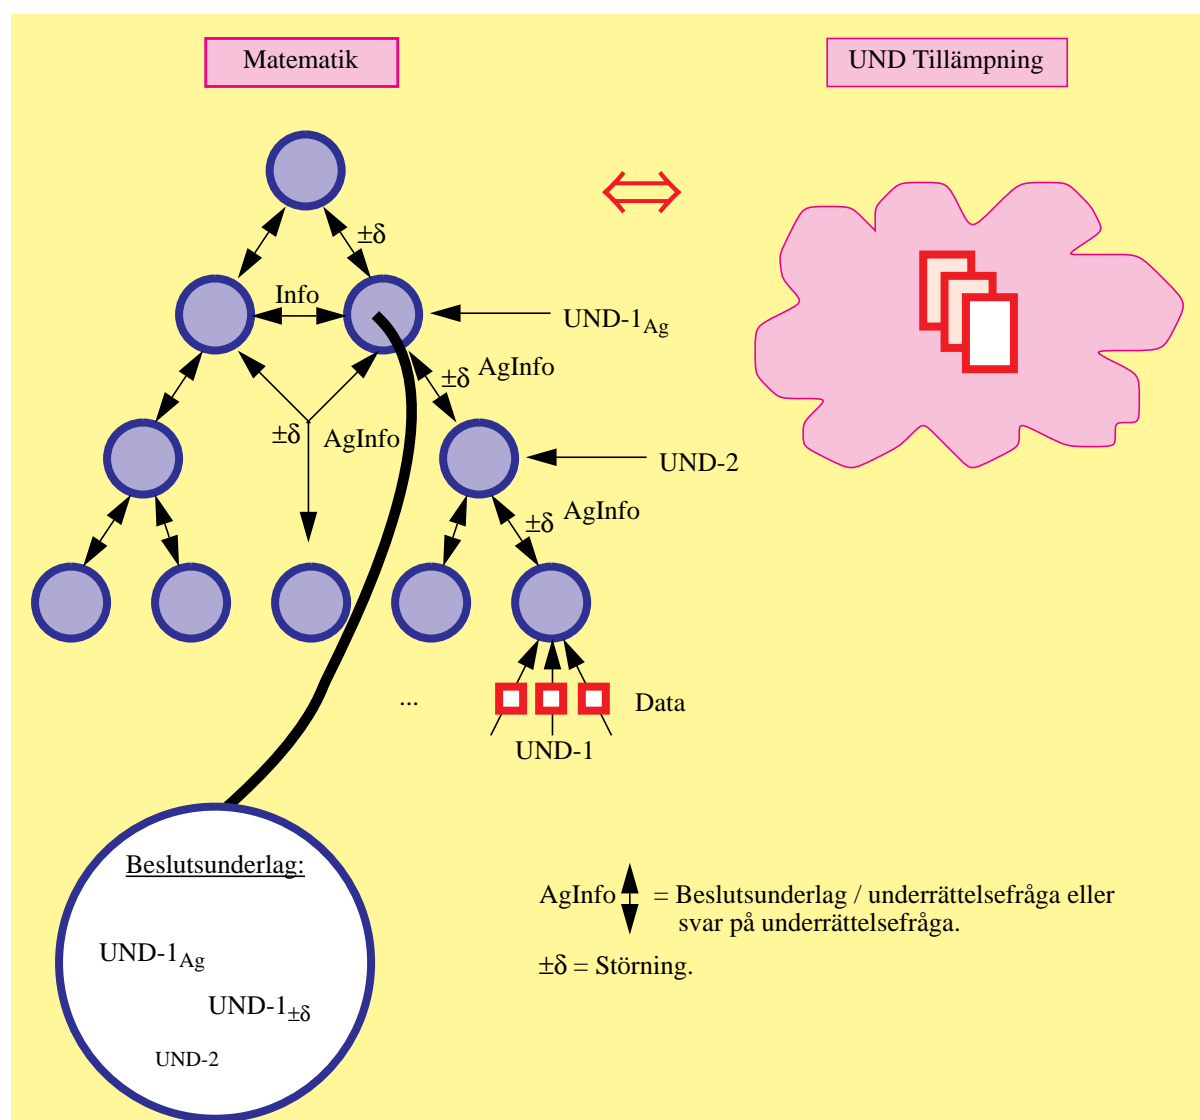 Matematik
UND Tillämpning
±δ
Info
UND-1Ag
±δ AgInfo
±δ AgInfo
UND-2
±δ AgInfo
... Data
UND-1
Beslutsunderlag:
AgInfo = Beslutsunderlag / underrättelsefråga eller
svar på underrättelsefråga.
UND-1Ag
±δ = Störning.
UND-1±δ
UND-2